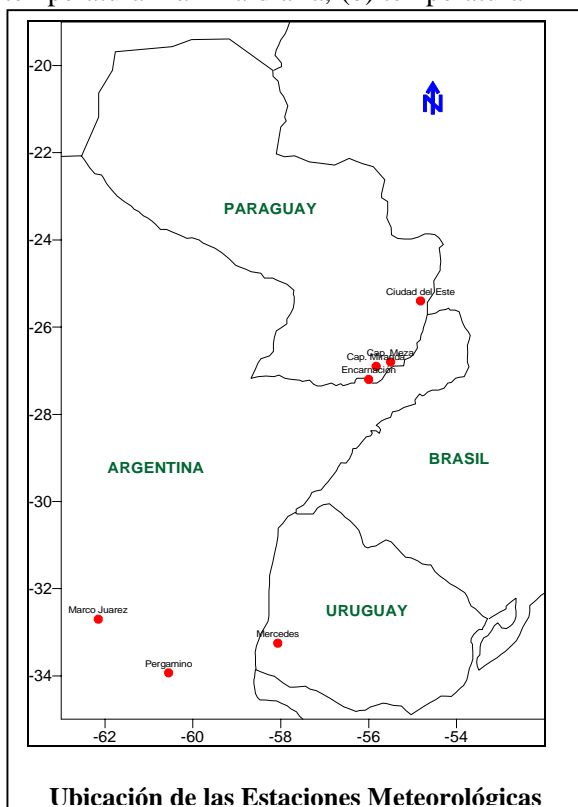 -20
-22
PARAGUAY
-24
Ciudad del Este
-26
Cap. Meza
Cap. Miranda
Encarnación
-28
ARGENTINA
BRASIL
-30
-32
Marco Juarez
URUGUAY
Mercedes
Pergamino
-34
-62 -60 -58 -56 -54
Ubicación de las Estaciones Meteorológicas